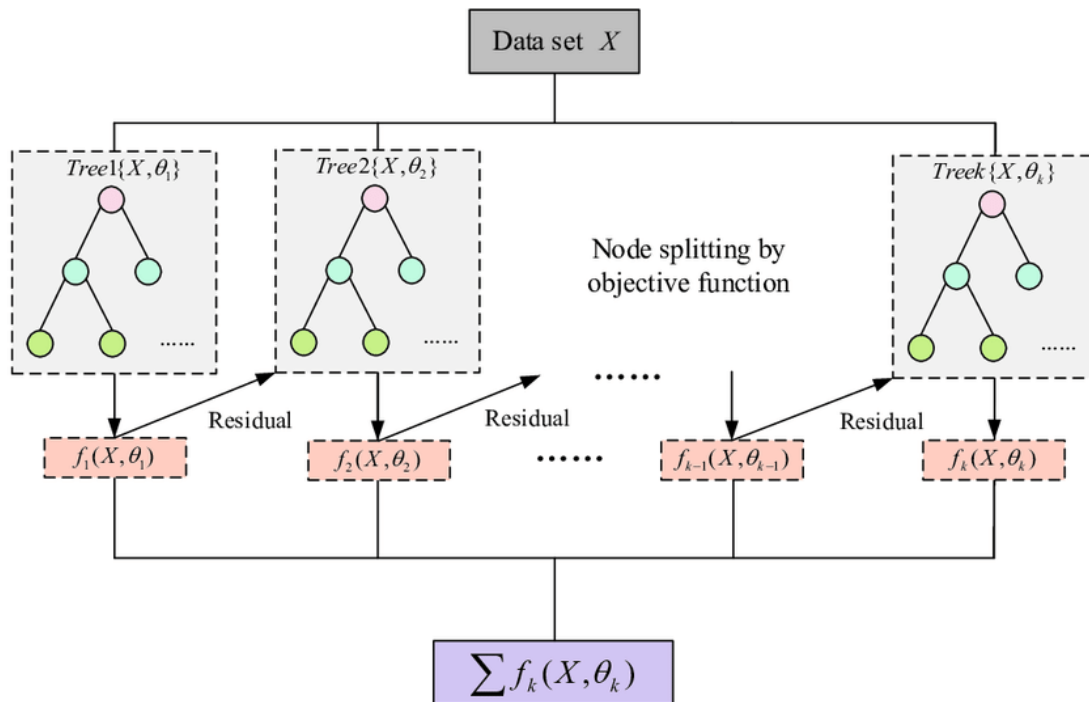 Data set X
Tree1{X,θ₁}
Tree2{X,θ₂}
Treek{X,θₖ}
Node splitting by
objective function
......
......
......
......
Residual
Residual
Residual
f₁(X,θ₁)
f₂(X,θ₂)
......
fₖ₋₁(X,θₖ₋₁)
fₖ(X,θₖ)
∑fₖ(X,θₖ)